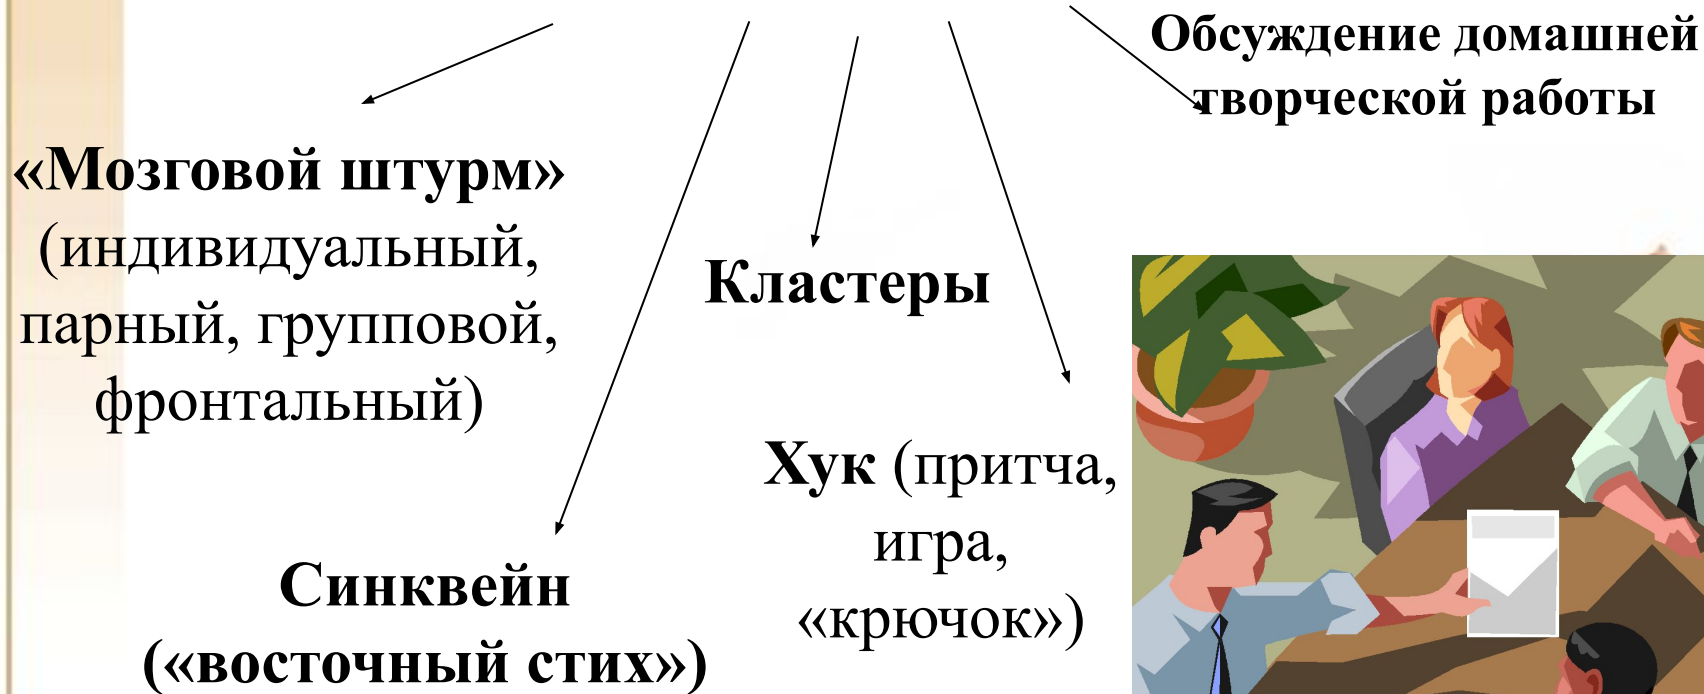 Обсуждение домашней
творческой работы
«Мозговой штурм»
(индивидуальный,
парный, групповой,
фронтальный)
Кластеры
Хук (притча,
игра,
«крючок»)
Синквейн
(«восточный стих»)